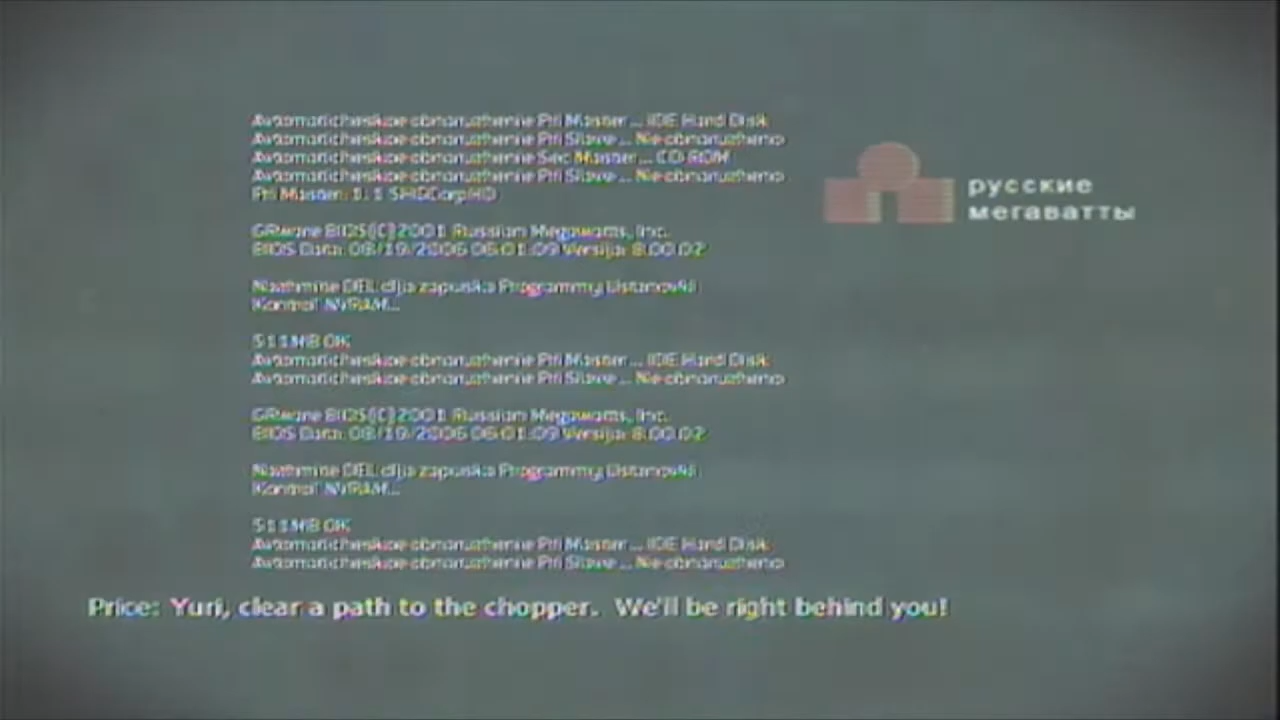 Avtomaticheskoe obnaruzhenie Pri Master ... IDE Hard Disk
Avtomaticheskoe obnaruzhenie Pri Slave ... Ne obnaruzheno
Avtomaticheskoe obnaruzhenie Sec Master ... CD ROM
Avtomaticheskoe obnaruzhenie Pri Slave ... Ne obnaruzheno
Pri Master: 1. 1
русские
мегаватты
BIOS(C)2001 Russian Megawatts, Inc.
BIOS Data: 08/19/2006 06:01:09 Versija: 8.00.02
Nazhmite DEL dlja zapuska Programmy Ustanovki
Kontrol' NVRAM...
511MB OK
Avtomaticheskoe obnaruzhenie Pri Master ... IDE Hard Disk
Avtomaticheskoe obnaruzhenie Pri Slave ... Ne obnaruzheno
BIOS(C)2001 Russian Megawatts, Inc.
BIOS Data: 08/19/2006 06:01:09 Versija: 8.00.02
Nazhmite DEL dlja zapuska Programmy Ustanovki
Kontrol' NVRAM...
511MB OK
Avtomaticheskoe obnaruzhenie Pri Master ... IDE Hard Disk
Avtomaticheskoe obnaruzhenie Pri Slave ... Ne obnaruzheno
Price: Yuri, clear a path to the chopper. We'll be right behind you!